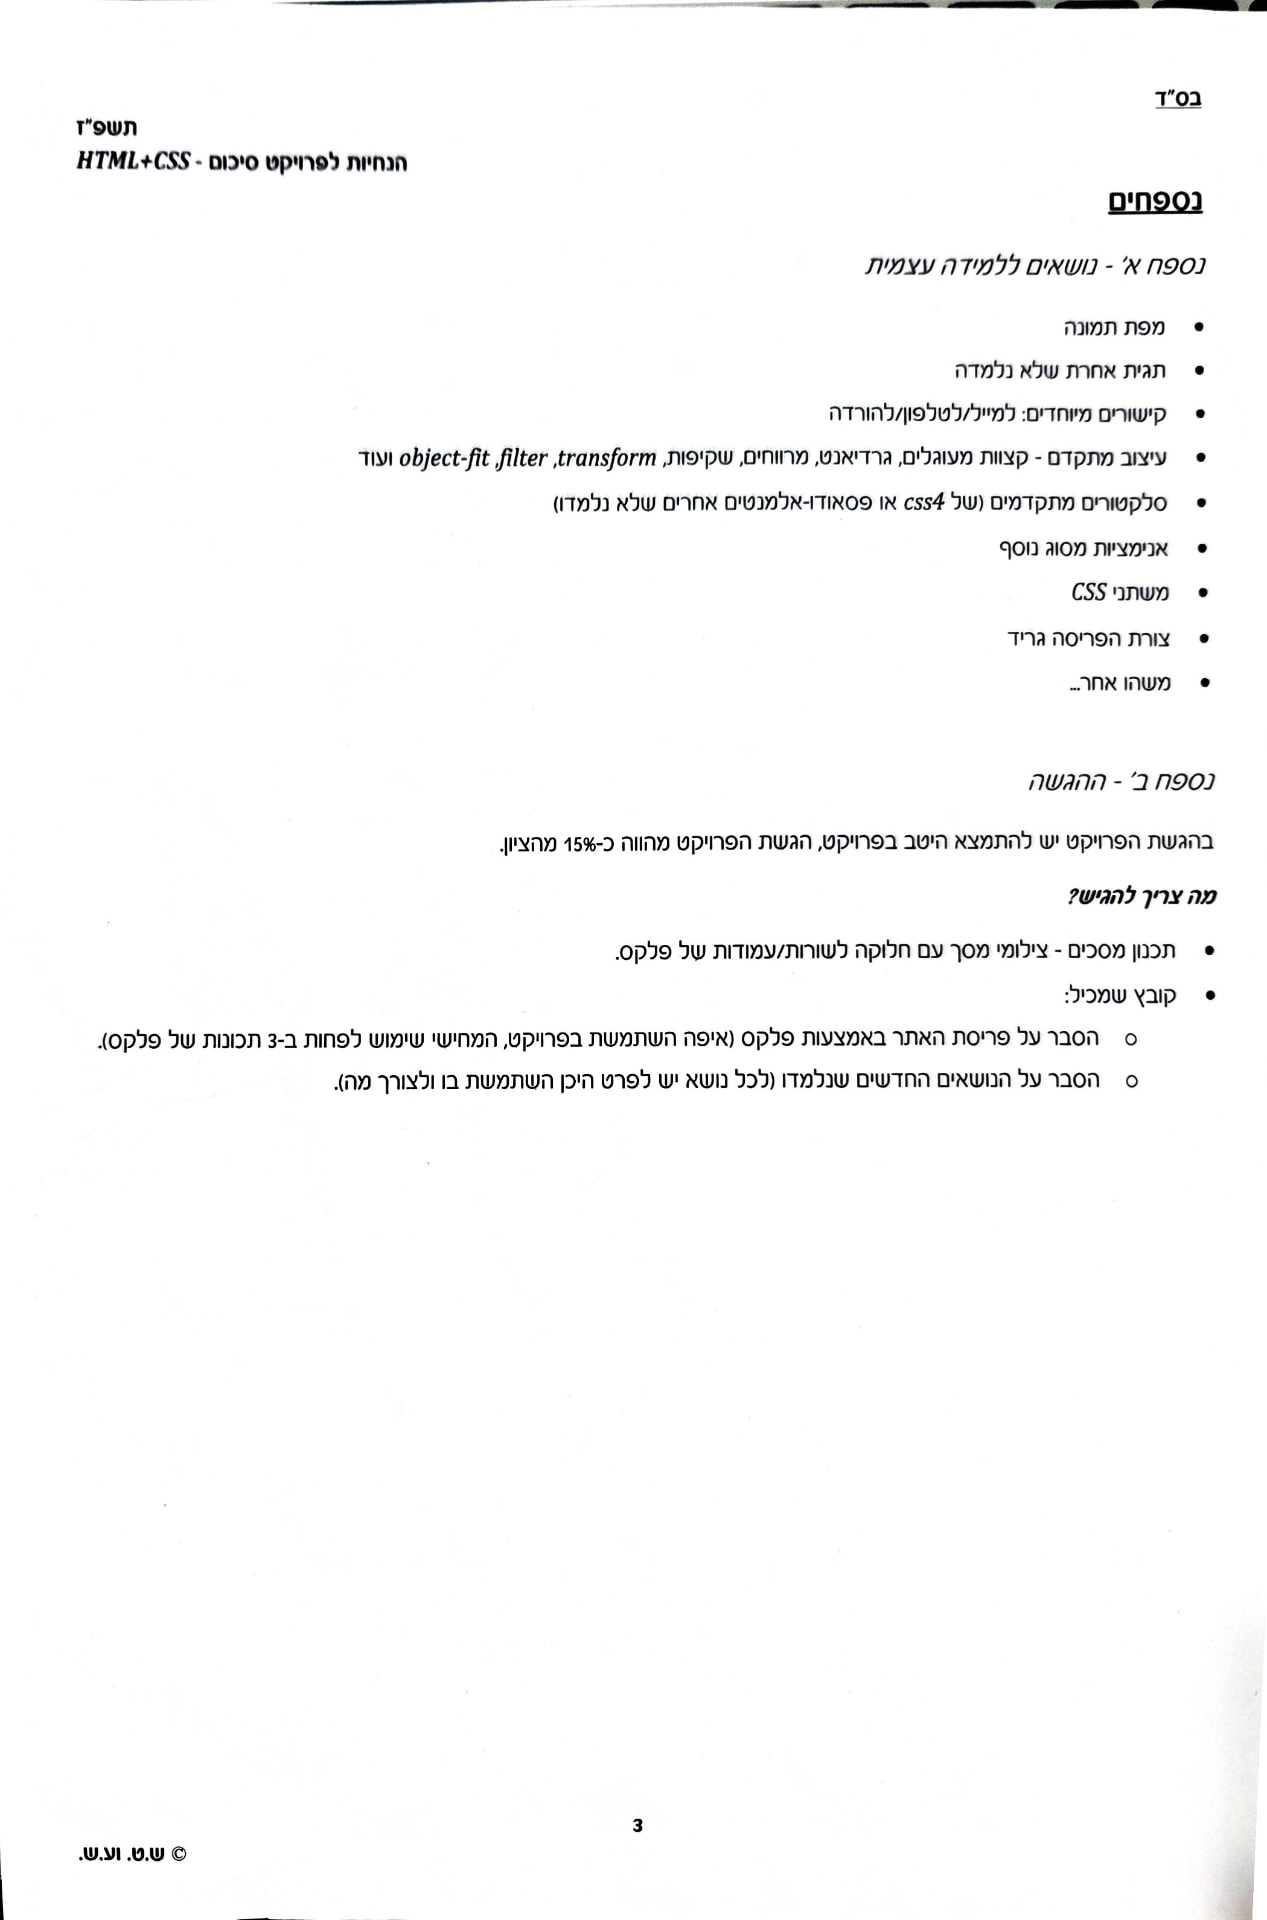 בס"ד
תשפ"ז
הנחיות לפרויקט סיכום - HTML+CSS
נספחים
נספח א' - נושאים ללמידה עצמית
• מפת תמונה
• תגית אחרת שלא נלמדה
• קישורים מיוחדים: למייל/לטלפון/להורדה
• עיצוב מתקדם - קצוות מעוגלים, גרדיאנט, מרווחים, שקיפות, object-fit ,filter ,transform ועוד
• סלקטורים מתקדמים (של css4 או פסאודו-אלמנטים אחרים שלא נלמדו)
• אנימציות מסוג נוסף
• משתני CSS
• צורת הפריסה גריד
• משהו אחר...
נספח ב' - ההגשה
בהגשת הפרויקט יש להתמצא היטב בפרויקט, הגשת הפרויקט מהווה כ-15% מהציון.
מה צריך להגיש?
• תכנון מסכים - צילומי מסך עם חלוקה לשורות/עמודות של פלקס.
• קובץ שמכיל:
o הסבר על פריסת האתר באמצעות פלקס (איפה השתמשת בפרויקט, המחישי שימוש לפחות ב-3 תכונות של פלקס).
o הסבר על הנושאים החדשים שנלמדו (לכל נושא יש לפרט היכן השתמשת בו ולצורך מה).
3
© ש.ט. וע.ש.